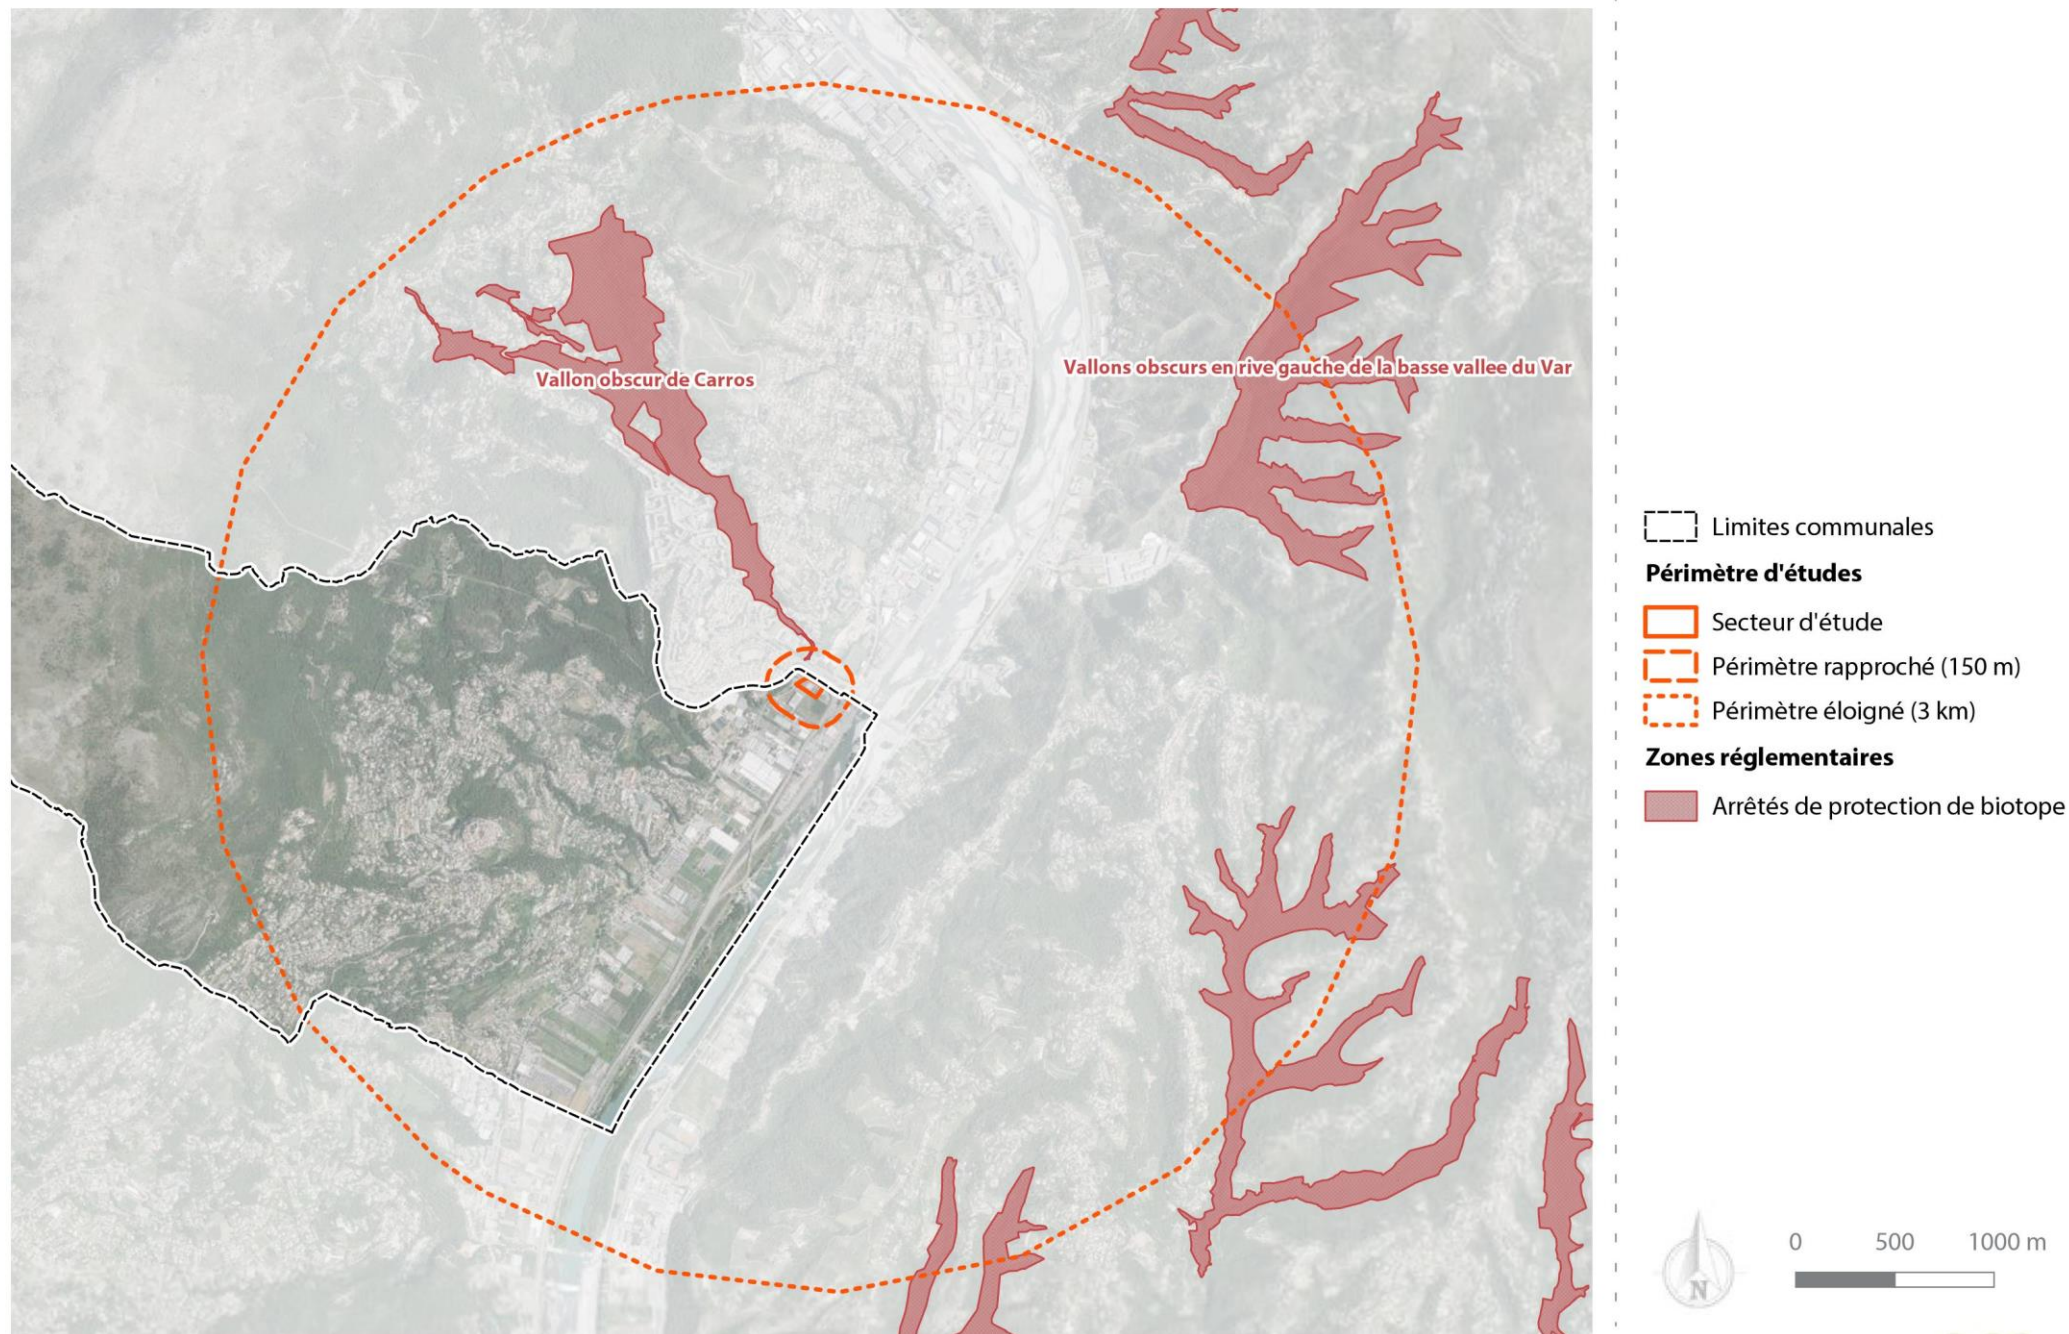 Vallon obscur de Carros
Vallons obscurs en rive gauche de la basse vallee du Var
Limites communales
Périmètre d'études
Secteur d'étude
Périmètre rapproché (150 m)
Périmètre éloigné (3 km)
Zones réglementaires
Arrêtés de protection de biotope
N
0 500 1000 m